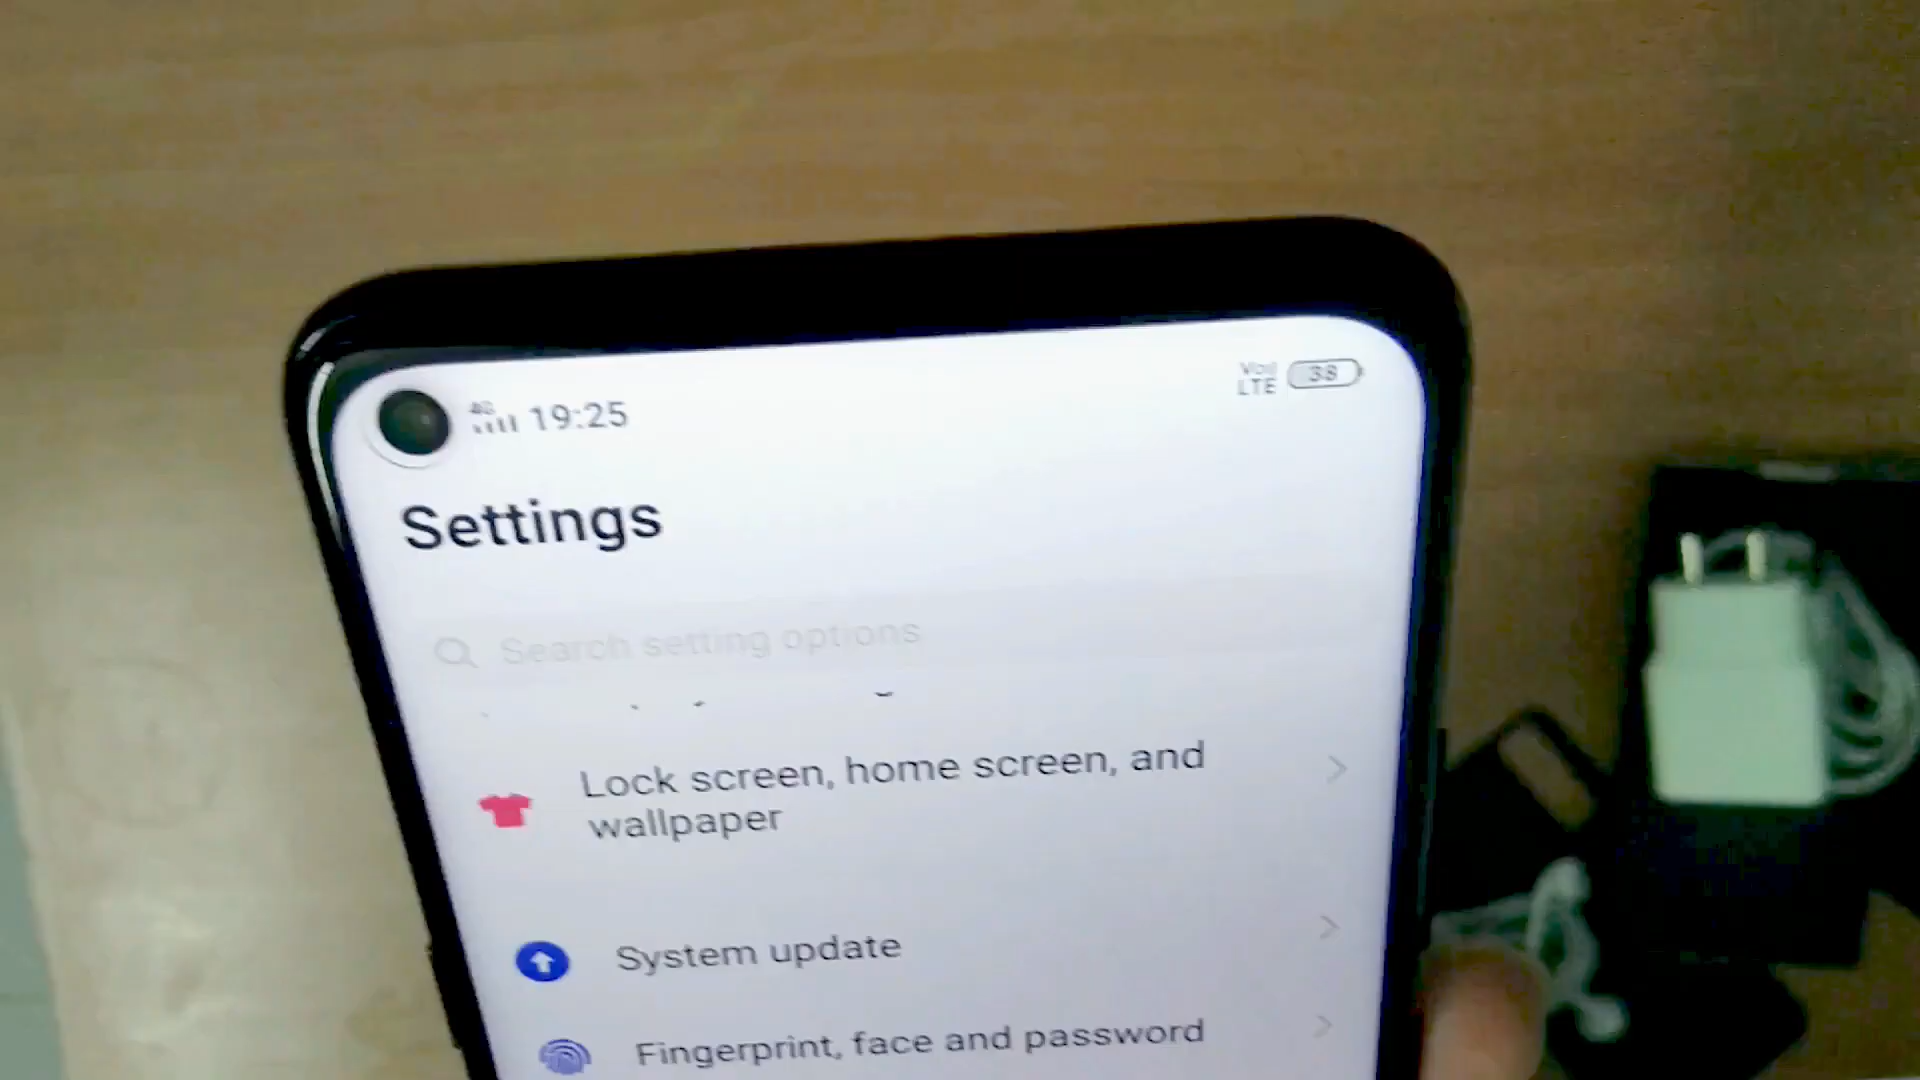 4G 19:25
VoLTE 38
Settings
Search setting options
Lock screen, home screen, and
wallpaper
System update
Fingerprint, face and password